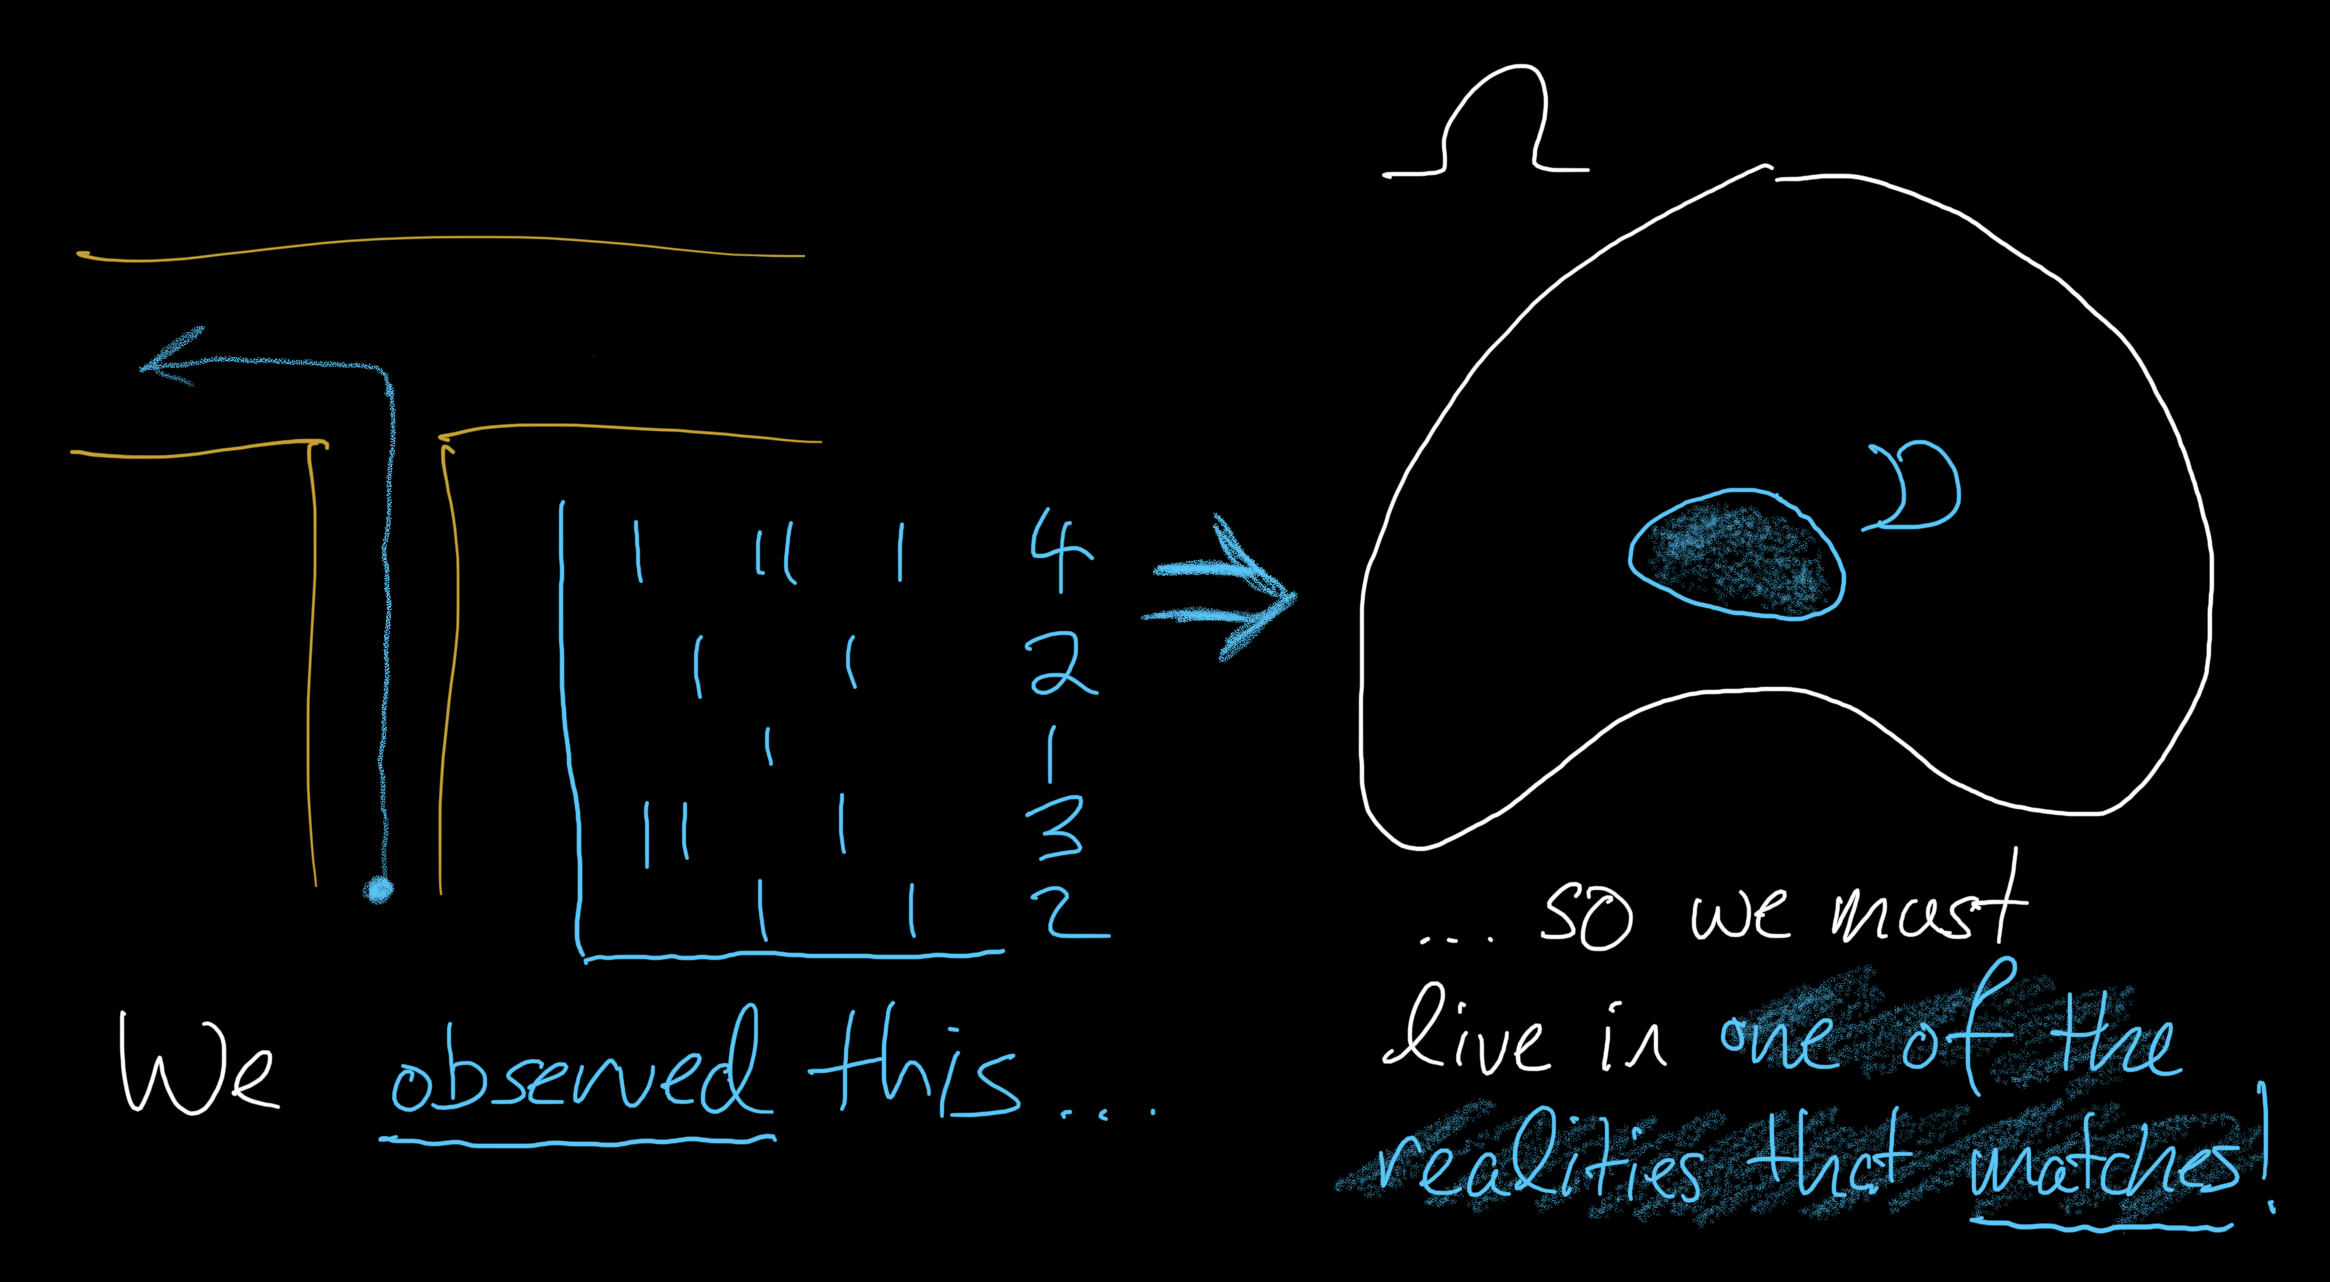 Ω
D
4
2
1
3
2
We observed this...
...so we must
live in one of the
realities that matches!